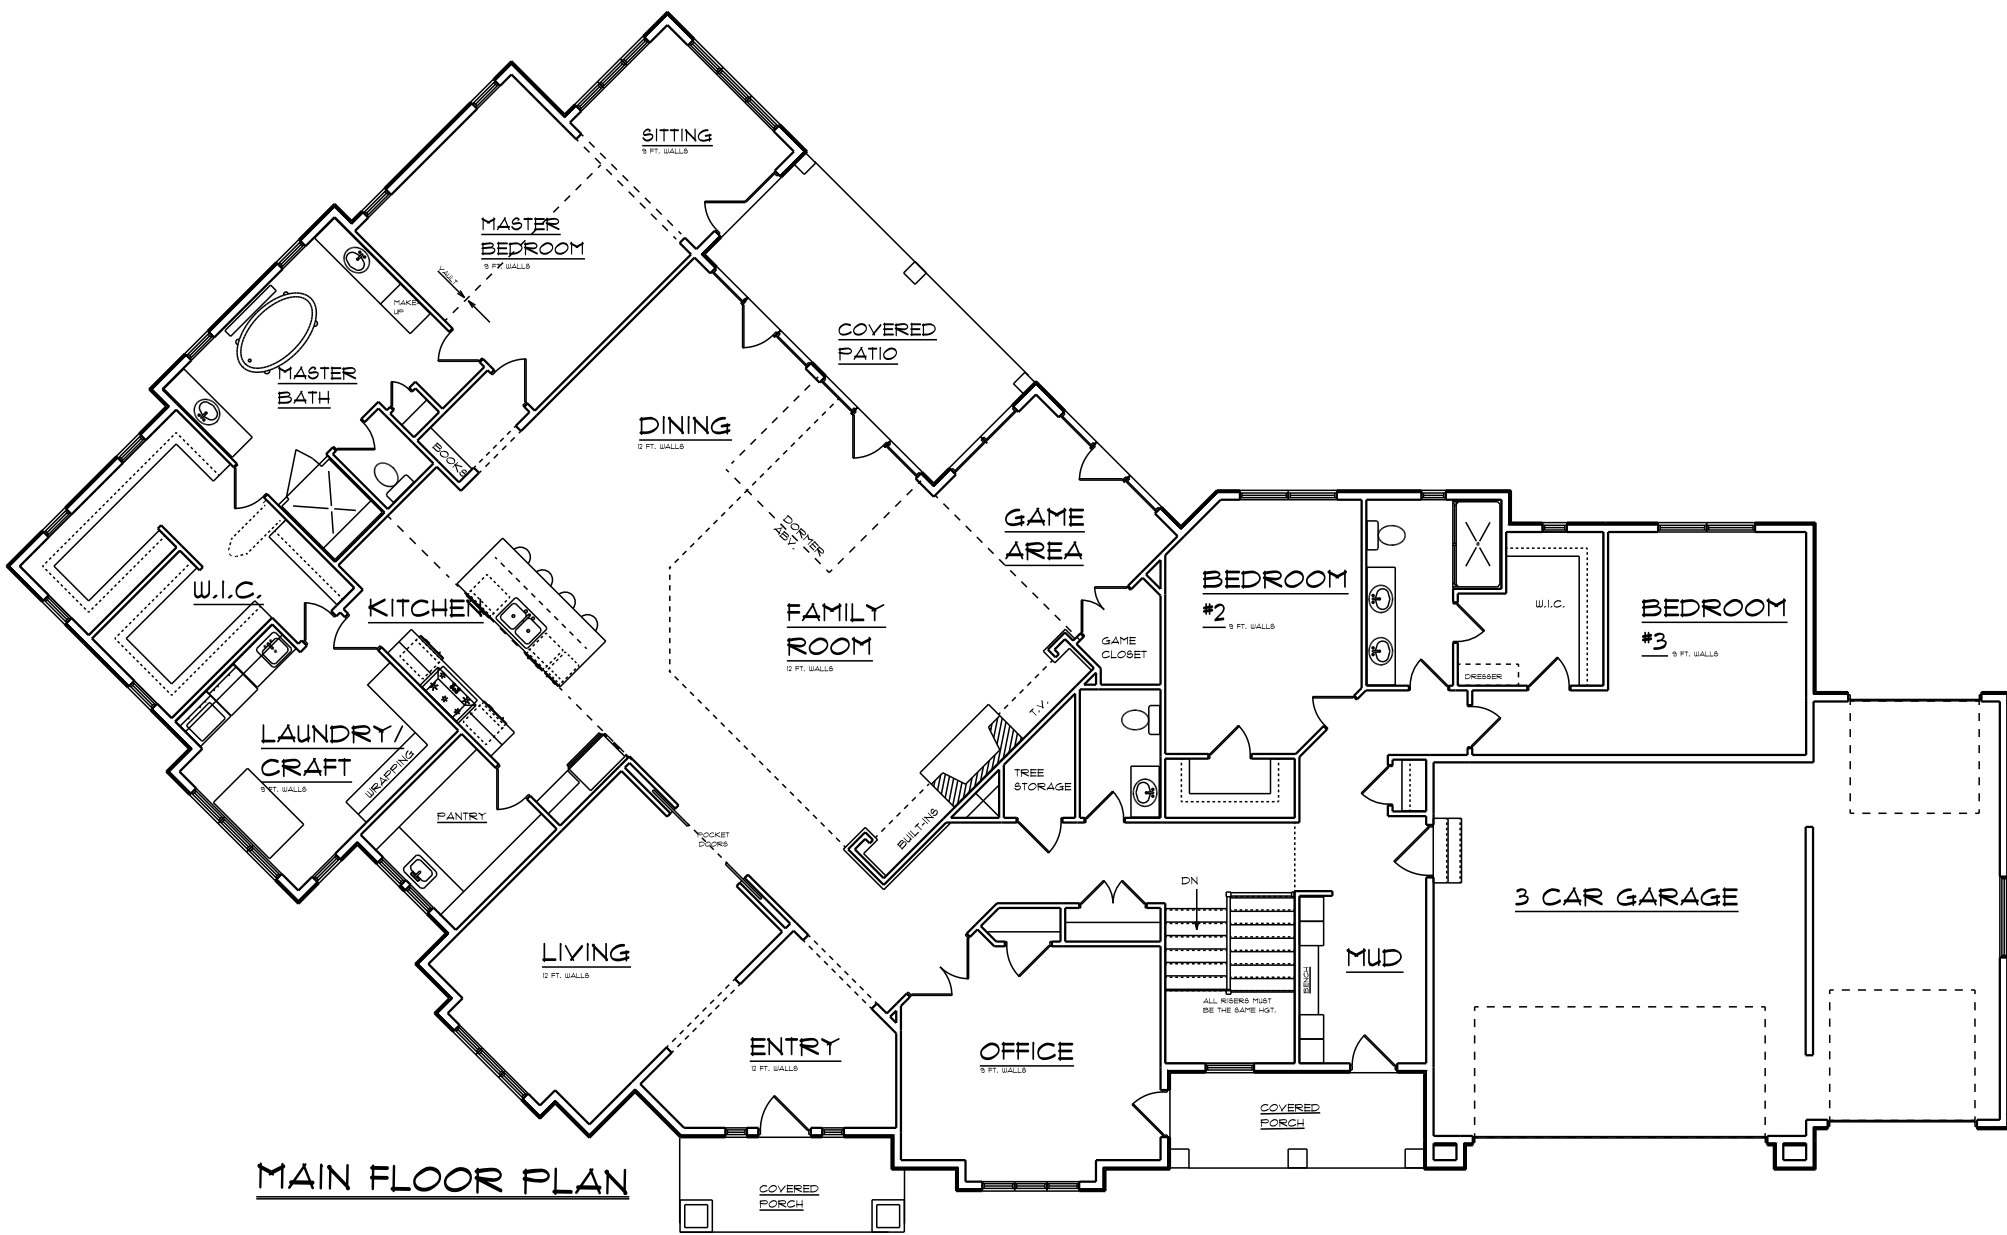 SITTING
9 FT. WALLS
MASTER
BEDROOM
9 FT. WALLS
VAULT
MAKE
UP
MASTER
BATH
BOOKS
COVERED
PATIO
DINING
12 FT. WALLS
DORMER
ABV.
GAME
AREA
W.I.C.
KITCHEN
FAMILY
ROOM
12 FT. WALLS
GAME
CLOSET
BEDROOM
#2
9 FT. WALLS
W.I.C.
DRESSER
BEDROOM
#3
9 FT. WALLS
LAUNDRY/
CRAFT
9 FT. WALLS
WRAPPING
PANTRY
POCKET
DOORS
T.V.
BUILT-INS
TREE
STORAGE
LIVING
12 FT. WALLS
DN
ALL RISERS MUST
BE THE SAME HGT.
BENCH
MUD
3 CAR GARAGE
ENTRY
12 FT. WALLS
OFFICE
9 FT. WALLS
COVERED
PORCH
COVERED
PORCH
MAIN FLOOR PLAN